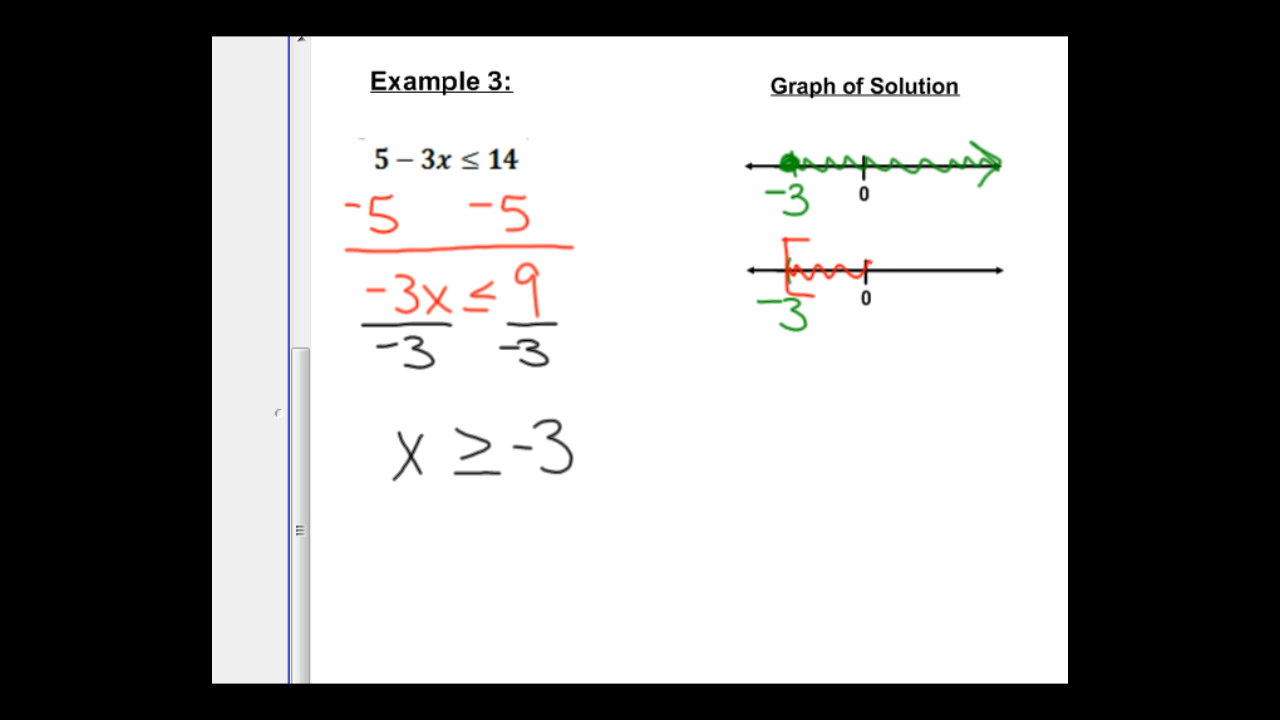 Example 3:
5 – 3x ≤ 14
-5 -5
-3x ≤ 9
-3 -3
x ≥ -3
Graph of Solution
-3 0
-3 0